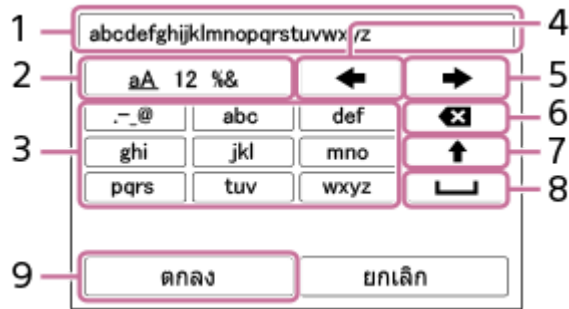 1 abcdefghijklmnopqrstuvwxyz 4
2 aA 12 %& 5
.-_@ abc def 6
3 ghi jkl mno 7
pqrs tuv wxyz 8
9 ตกลง ยกเลิก